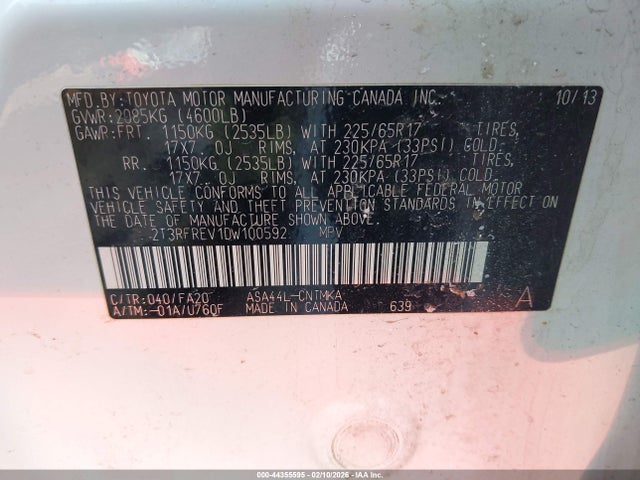 MFD.BY:TOYOTA MOTOR MANUFACTURING CANADA INC. 10/13
GVWR:2085KG (4600LB)
GAWR:FRT. 1150KG (2535LB) WITH 225/65R17 TIRES,
17X7.0J RIMS, AT 230KPA (33PSI) COLD
RR. 1150KG (2535LB) WITH 225/65R17 TIRES,
17X7.0J RIMS, AT 230KPA (33PSI) COLD.
THIS VEHICLE CONFORMS TO ALL APPLICABLE FEDERAL MOTOR
VEHICLE SAFETY AND THEFT PREVENTION STANDARDS IN EFFECT ON
THE DATE OF MANUFACTURE SHOWN ABOVE.
2T3RFREV1DW100592 MPV
C/TR:040/FA20 ASA44L-CNTMKA A
A/TM:-01A/U760F MADE IN CANADA 639
000-44355595 - 02/10/2026 - IAA Inc.